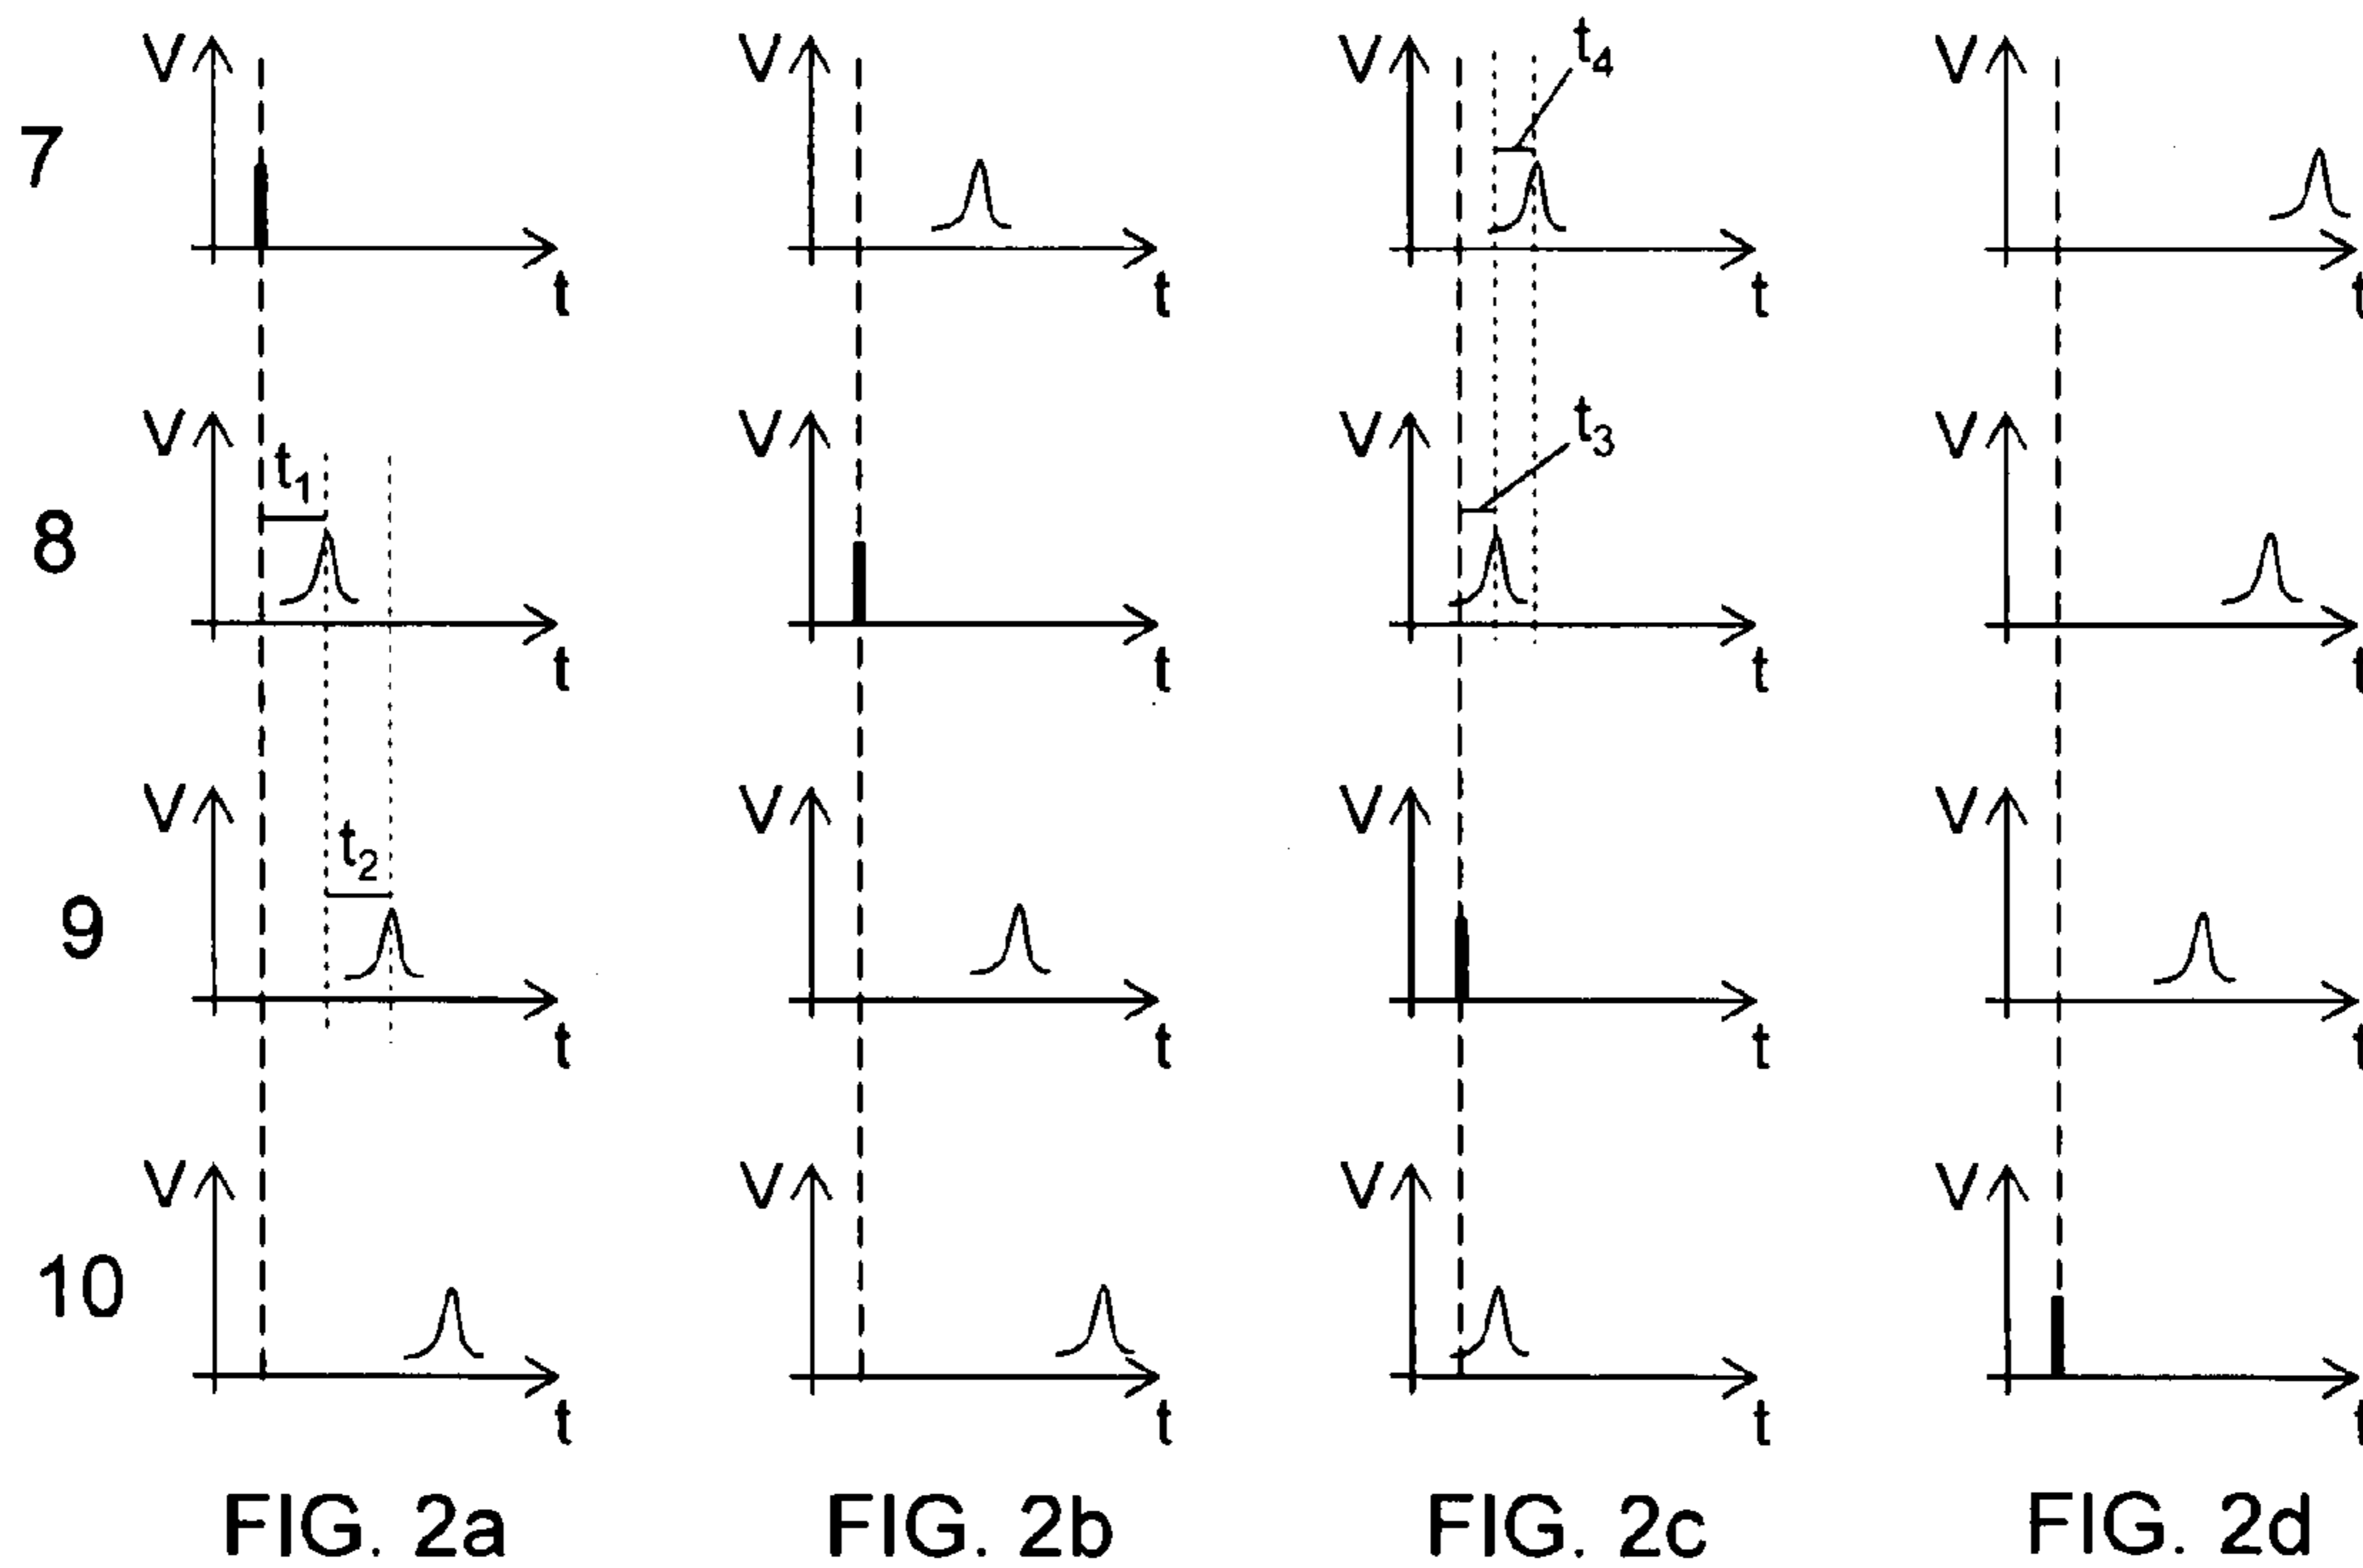 V V V t₄ V
7
t t t t
V t₁ V V t₃ V
8
t t t t
V V V V
9 t₂
t t t t
V V V V
10
t t t t
FIG. 2a FIG. 2b FIG. 2c FIG. 2d